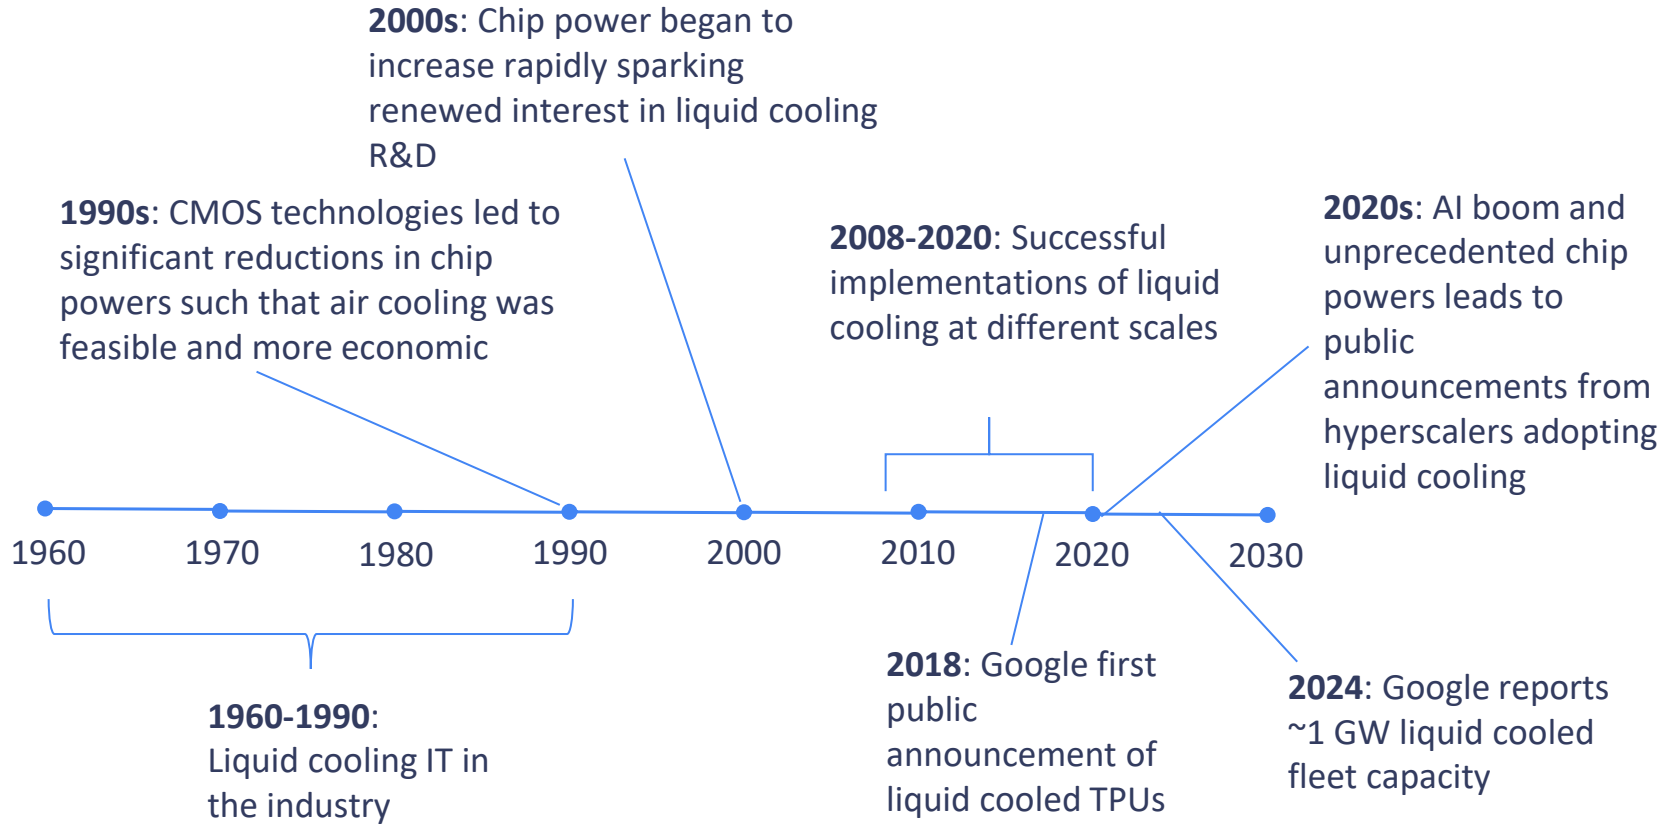 2000s: Chip power began to
increase rapidly sparking
renewed interest in liquid cooling
R&D
1990s: CMOS technologies led to
significant reductions in chip
powers such that air cooling was
feasible and more economic
2008-2020: Successful
implementations of liquid
cooling at different scales
2020s: AI boom and
unprecedented chip
powers leads to
public
announcements from
hyperscalers adopting
liquid cooling
1960
1970
1980
1990
2000
2010
2020
2030
1960-1990:
Liquid cooling IT in
the industry
2018: Google first
public
announcement of
liquid cooled TPUs
2024: Google reports
~1 GW liquid cooled
fleet capacity